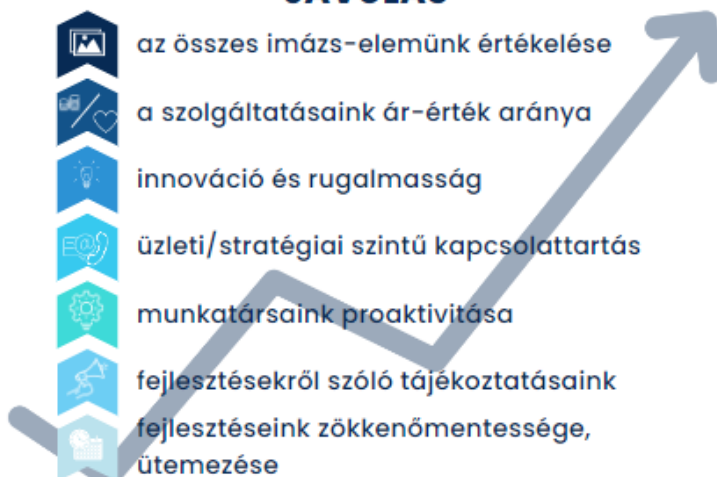 az összes imázs-elemünk értékelése
a szolgáltatásaink ár-érték aránya
innováció és rugalmasság
üzleti/stratégiai szintű kapcsolattartás
munkatársaink proaktivitása
fejlesztésekről szóló tájékoztatásaink
fejlesztéseink zökkenőmentessége,
ütemezése